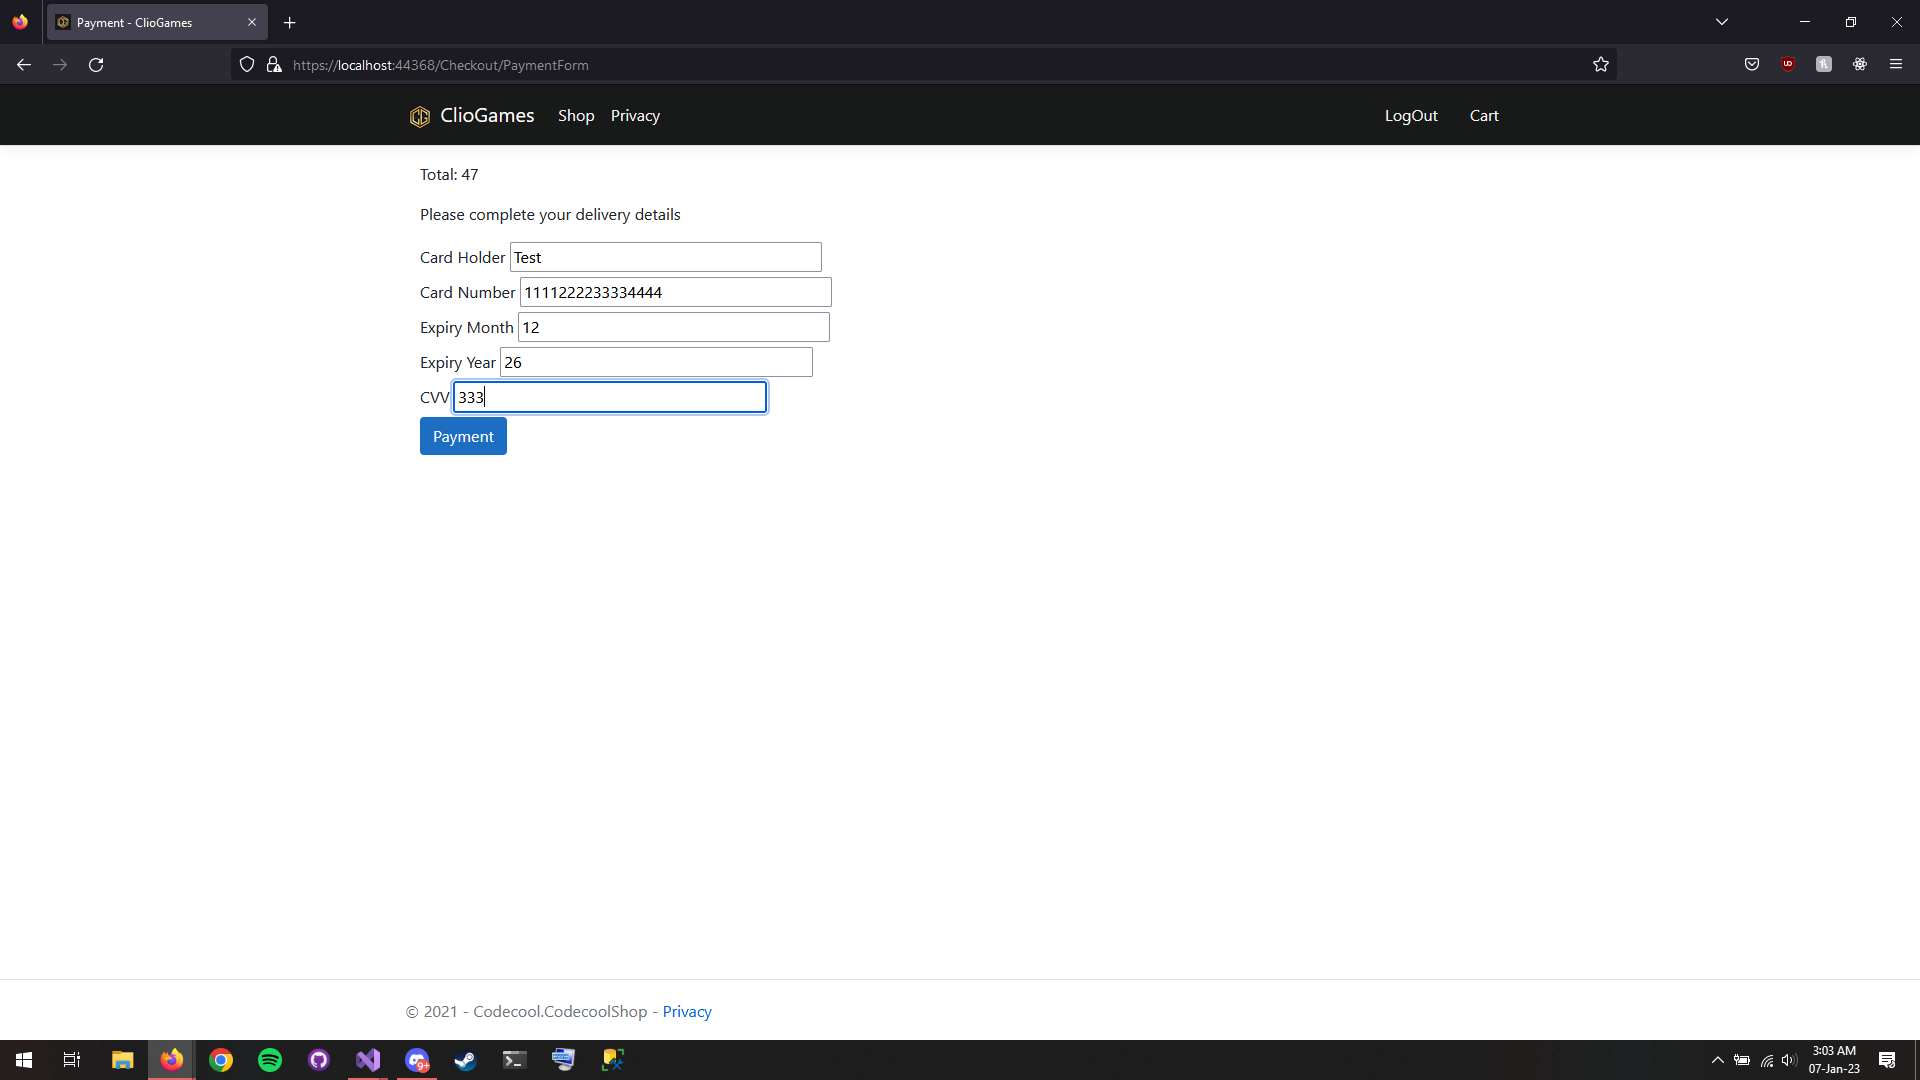 Payment - ClioGames
https://localhost:44368/Checkout/PaymentForm
ClioGames Shop Privacy LogOut Cart
Total: 47
Please complete your delivery details
Card Holder Test
Card Number 1111222233334444
Expiry Month 12
Expiry Year 26
CVV 333
Payment
© 2021 - Codecool.CodecoolShop - Privacy
9+
3:03 AM
07-Jan-23